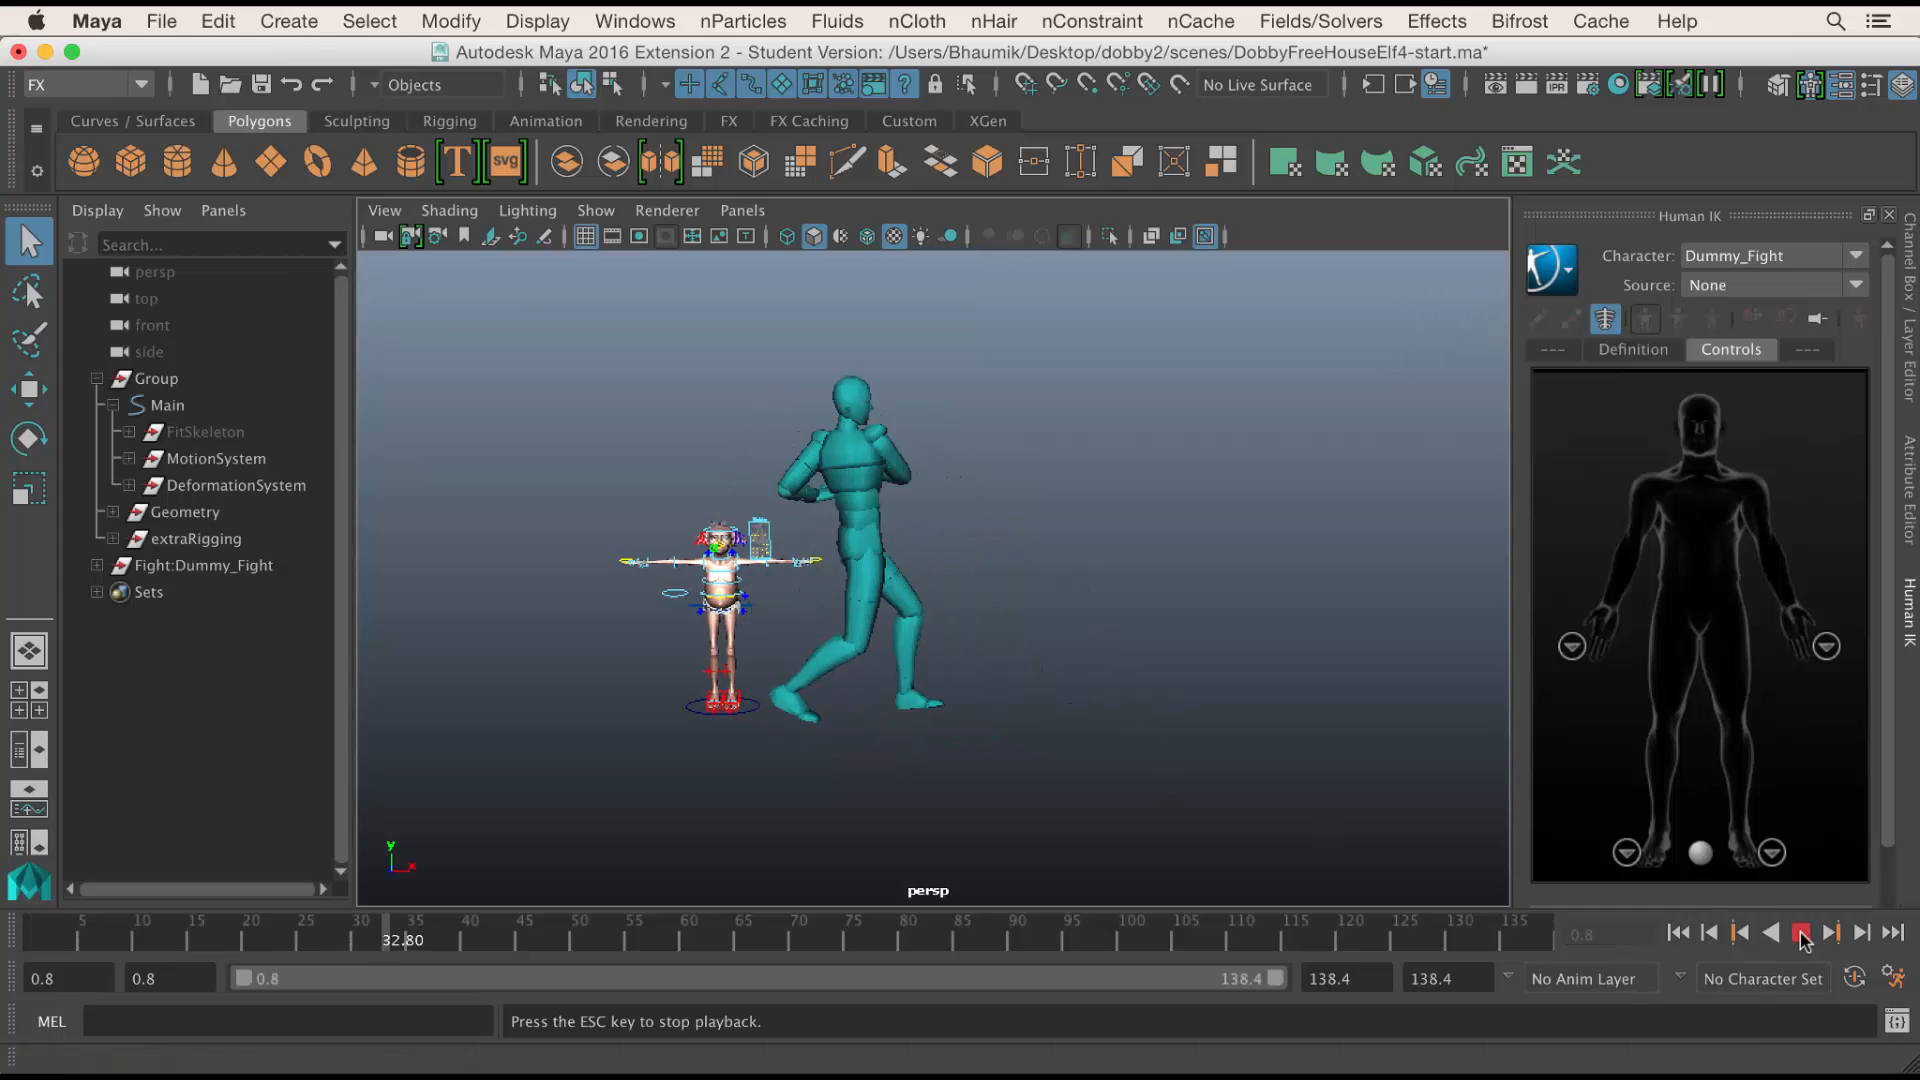 Maya File Edit Create Select Modify Display Windows nParticles Fluids nCloth nHair nConstraint nCache Fields/Solvers Effects Bifrost Cache Help
Autodesk Maya 2016 Extension 2 - Student Version: /Users/Bhaumik/Desktop/dobby2/scenes/DobbyFreeHouseElf4-start.ma*
FX Objects No Live Surface IPR
Curves / Surfaces Polygons Sculpting Rigging Animation Rendering FX FX Caching Custom XGen
T svg
Display Show Panels
Search...
persp
top
front
side
Group
Main
FitSkeleton
MotionSystem
DeformationSystem
Geometry
extraRigging
Fight:Dummy_Fight
Sets
View Shading Lighting Show Renderer Panels
y
x
persp
Human IK
Character: Dummy_Fight
Source: None
--- Definition Controls ---
Channel Box / Layer Editor
Attribute Editor
Human IK
5 10 15 20 25 30 35 40 45 50 55 60 65 70 75 80 85 90 95 100 105 110 115 120 125 130 135
32.80
0.8
0.8 0.8 0.8 138.4 138.4 138.4 No Anim Layer No Character Set
MEL Press the ESC key to stop playback.